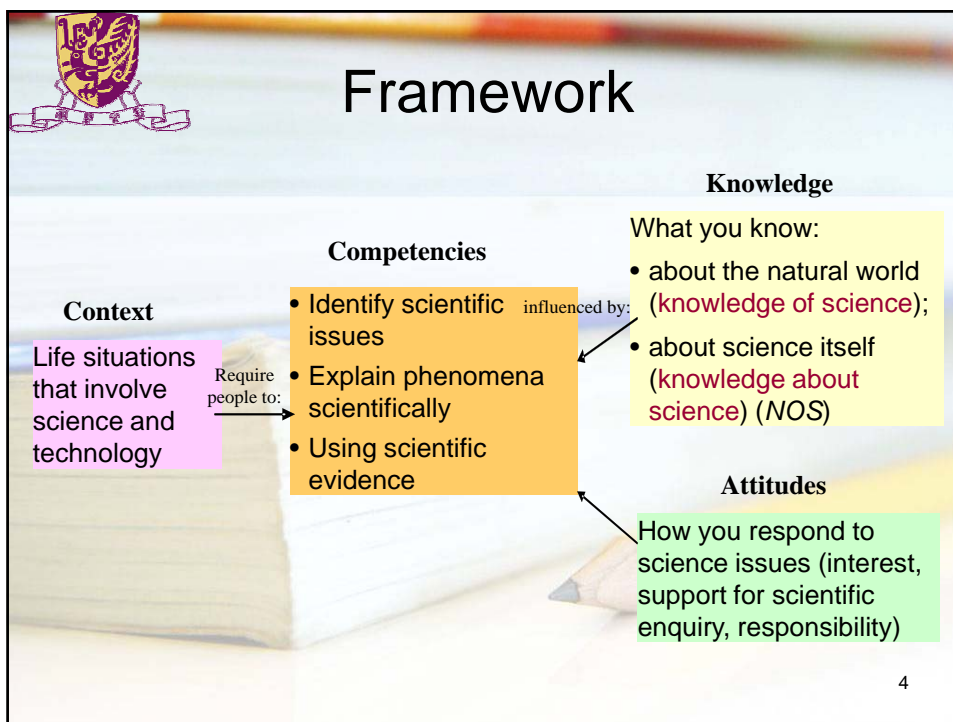 Framework
Context
Life situations
that involve
science and
technology
Require
people to:
Competencies
• Identify scientific
issues
• Explain phenomena
scientifically
• Using scientific
evidence
influenced by:
Knowledge
What you know:
• about the natural world
(knowledge of science);
• about science itself
(knowledge about
science) (NOS)
Attitudes
How you respond to
science issues (interest,
support for scientific
enquiry, responsibility)
4